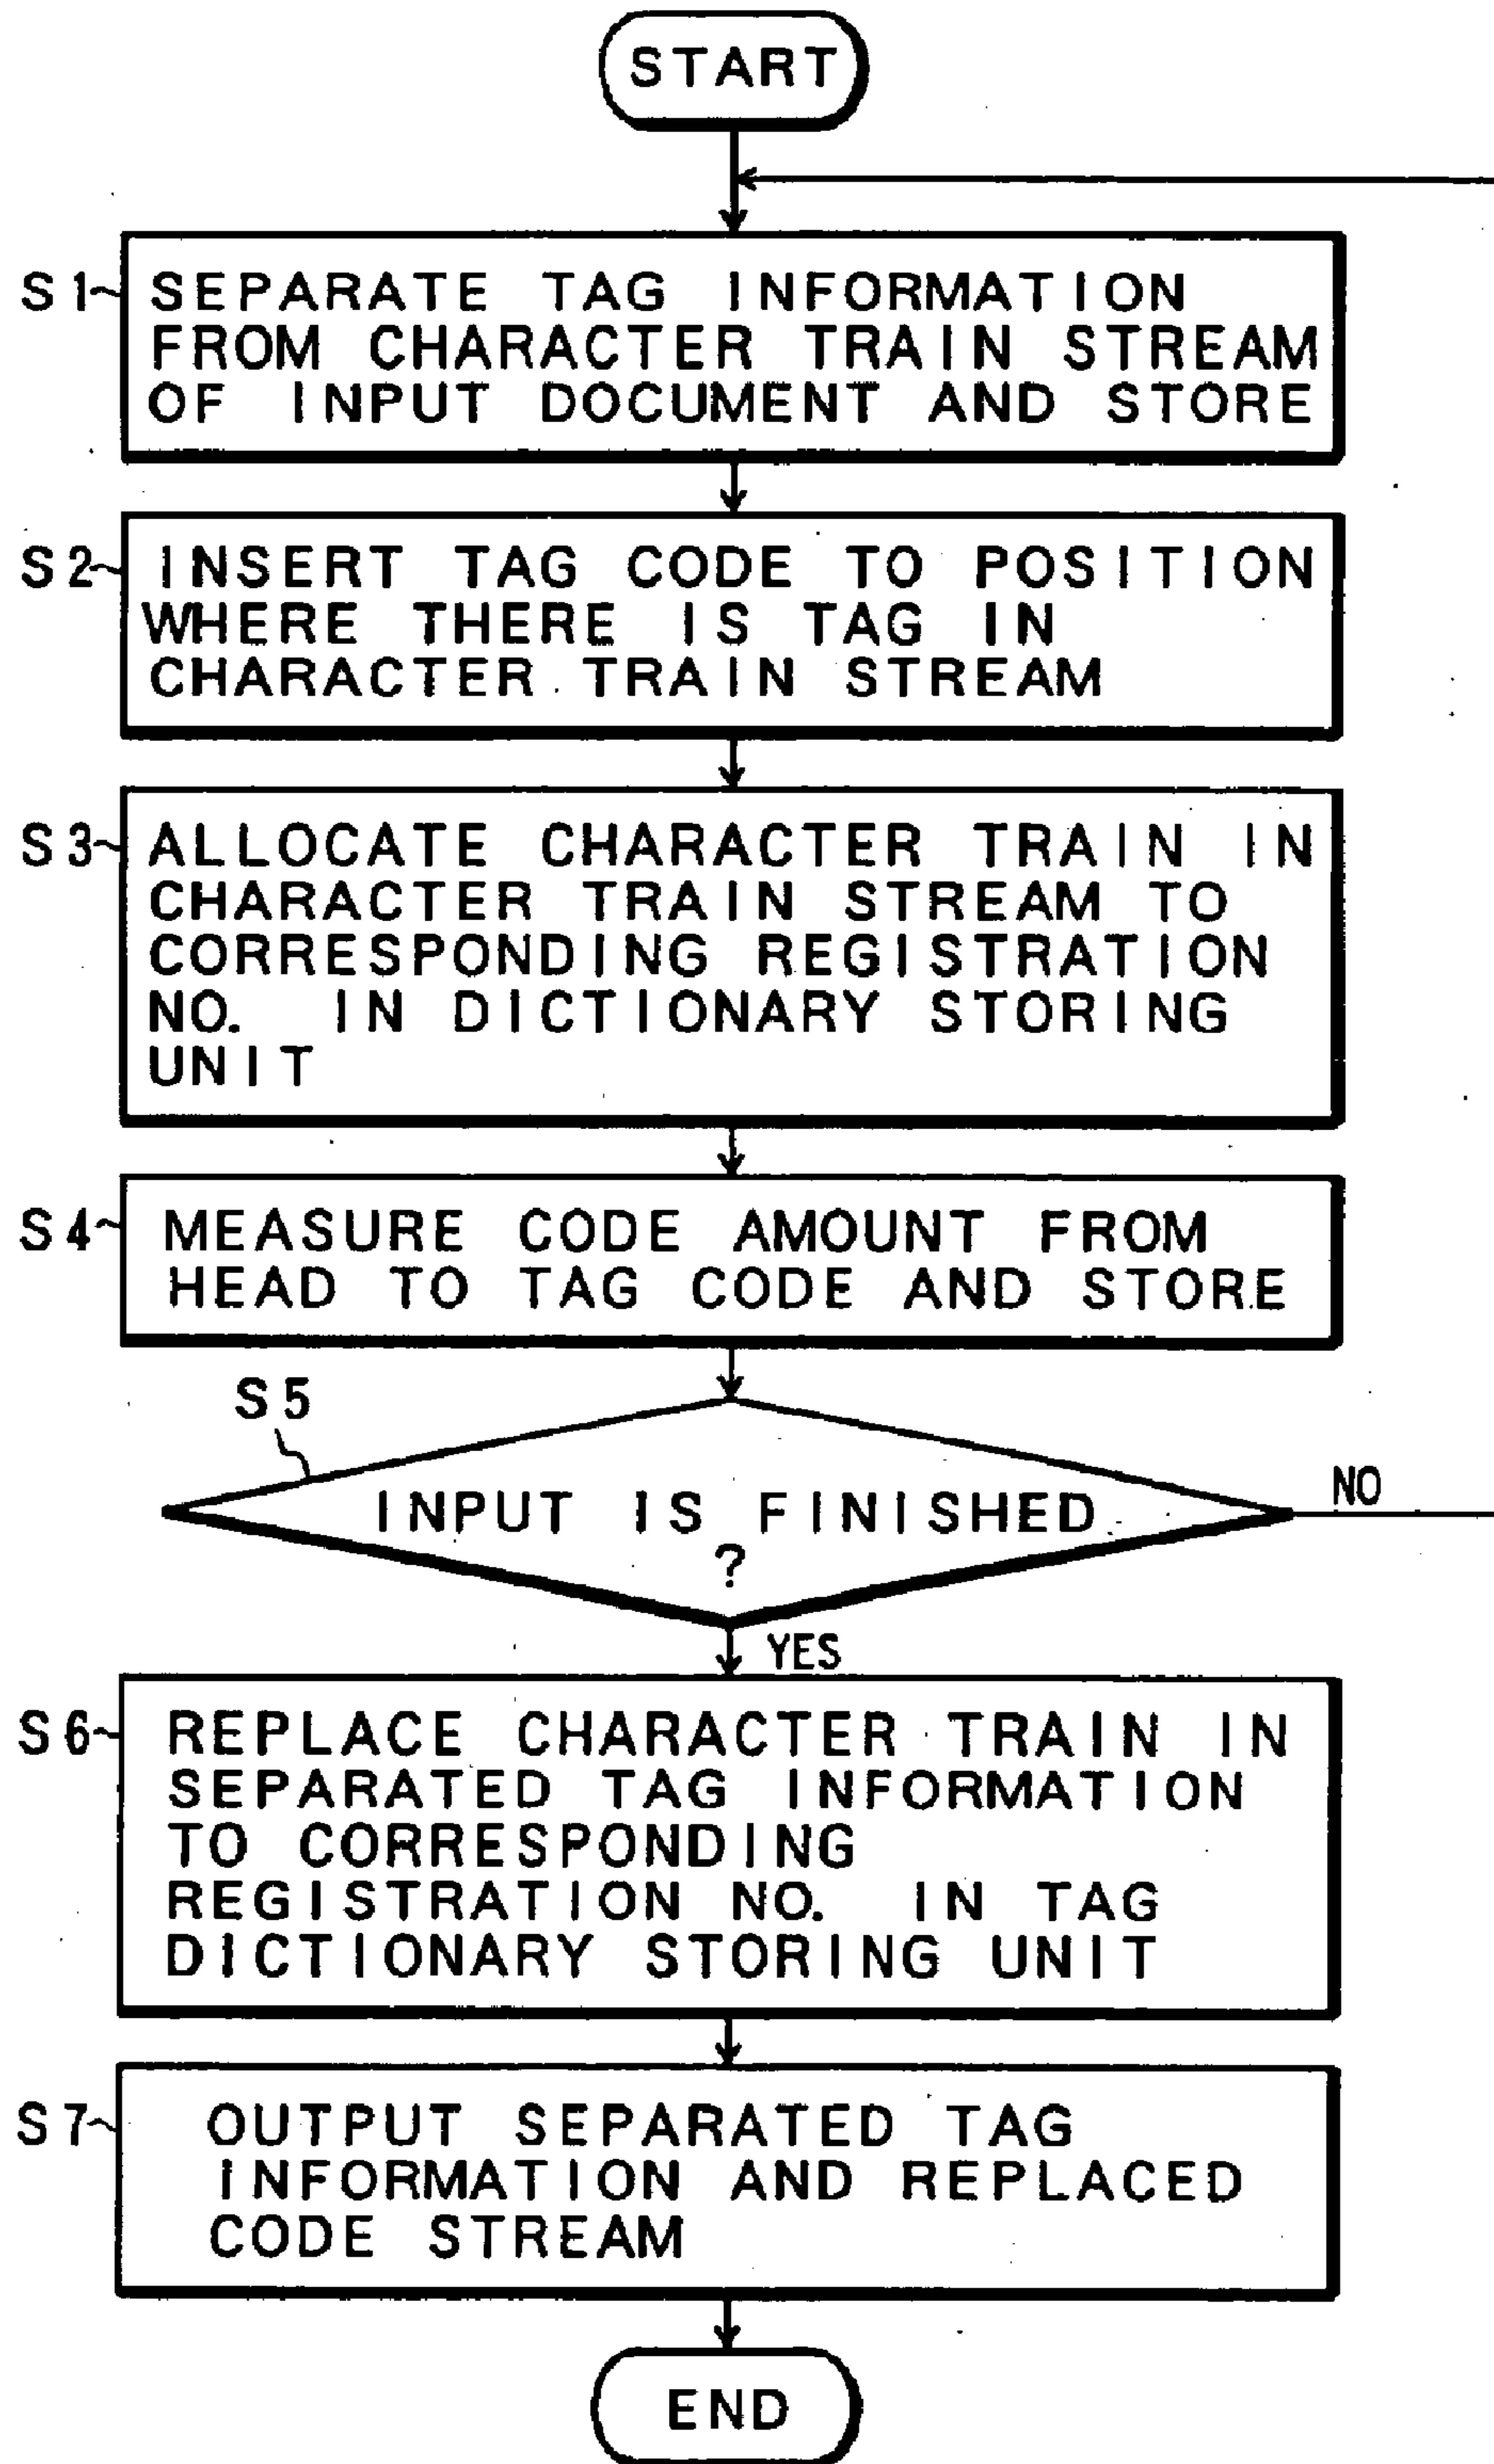 START
S1
SEPARATE TAG INFORMATION
FROM CHARACTER TRAIN STREAM
OF INPUT DOCUMENT AND STORE
S2
INSERT TAG CODE TO POSITION
WHERE THERE IS TAG IN
CHARACTER TRAIN STREAM
S3
ALLOCATE CHARACTER TRAIN IN
CHARACTER TRAIN STREAM TO
CORRESPONDING REGISTRATION
NO. IN DICTIONARY STORING
UNIT
S4
MEASURE CODE AMOUNT FROM
HEAD TO TAG CODE AND STORE
S5
INPUT IS FINISHED
?
NO
YES
S6
REPLACE CHARACTER TRAIN IN
SEPARATED TAG INFORMATION
TO CORRESPONDING
REGISTRATION NO. IN TAG
DICTIONARY STORING UNIT
S7
OUTPUT SEPARATED TAG
INFORMATION AND REPLACED
CODE STREAM
END